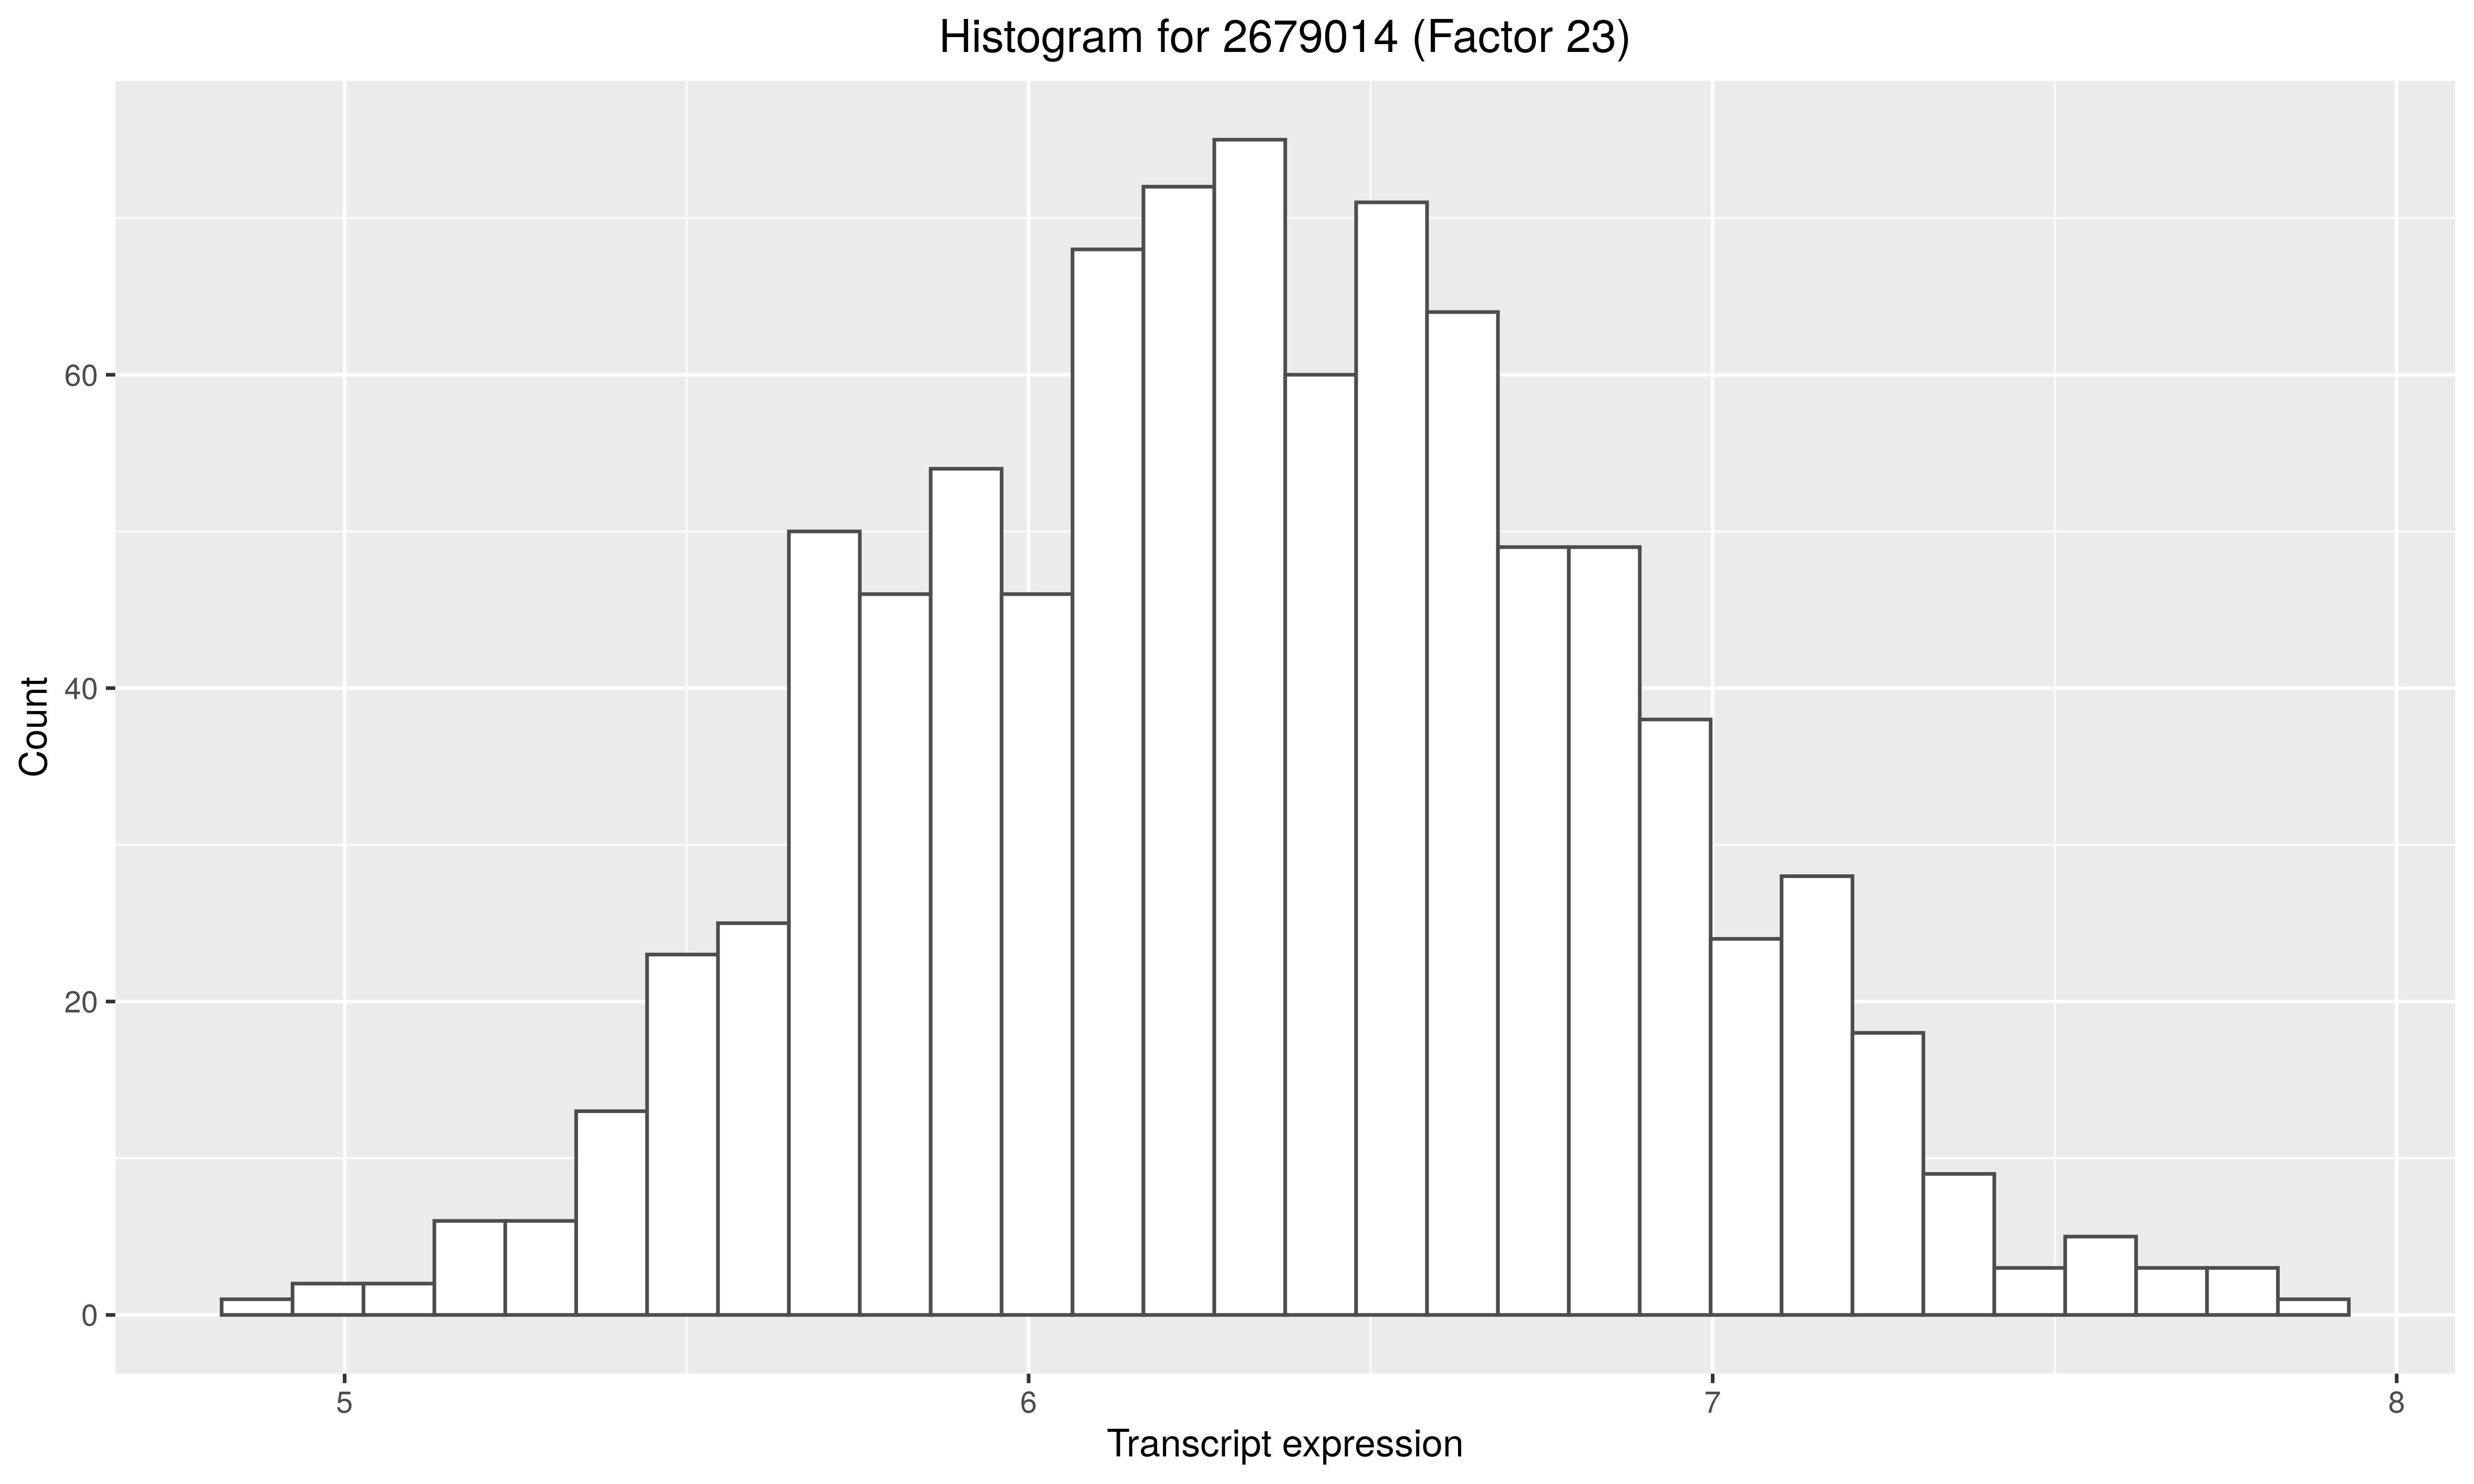 Histogram for 2679014 (Factor 23)
Count
60
40
20
0
5 6 7 8
Transcript expression